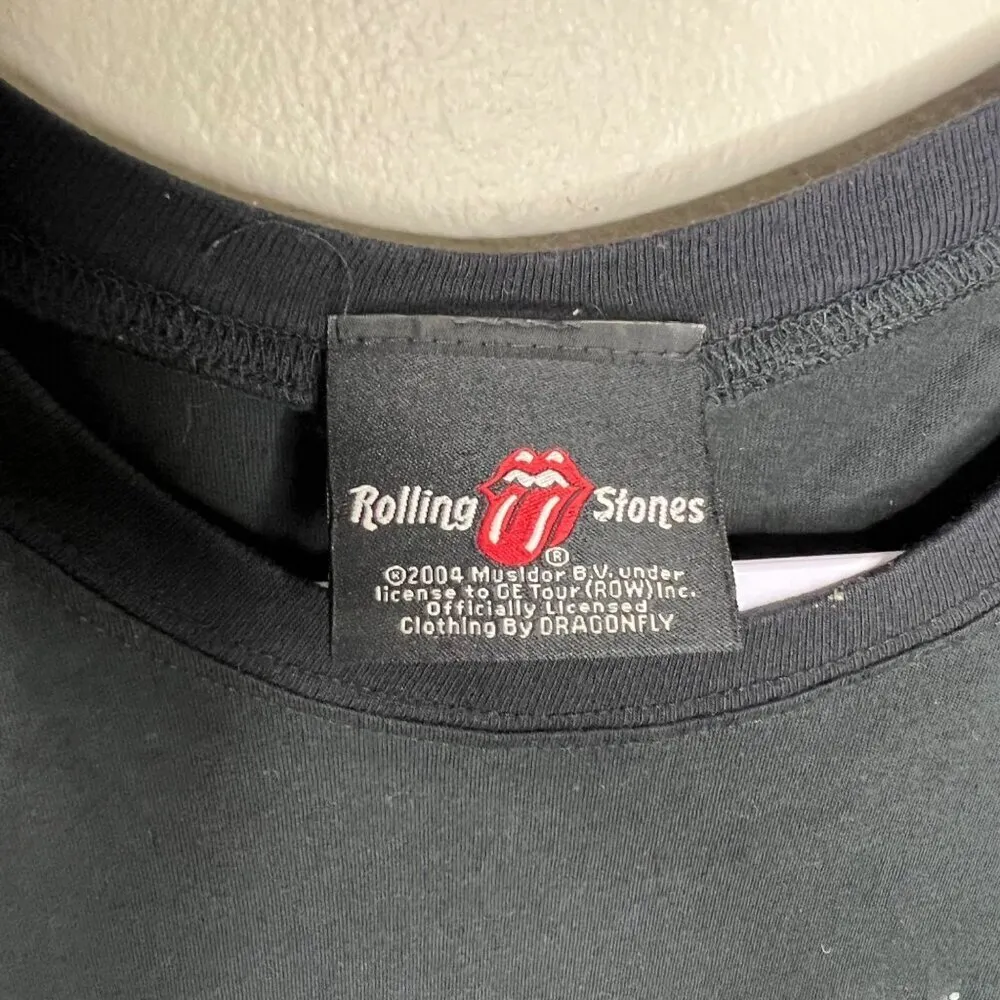 Rolling Stones
®
©2004 Musidor B.V. under
license to GE Tour (ROW) Inc.
Officially Licensed
Clothing By DRAGONFLY